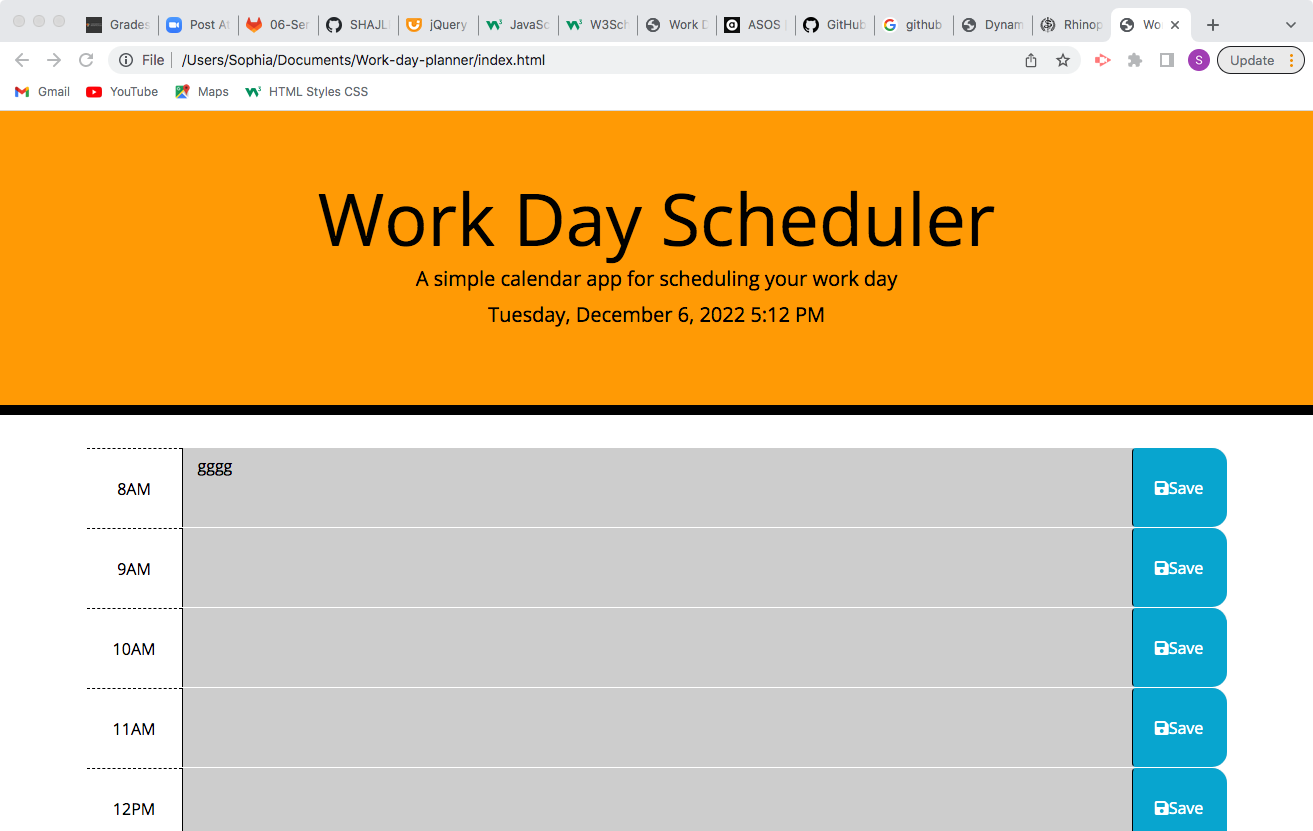 Grades Post At 06-Ser SHAJL jQuery JavaSc W3Sch Work D ASOS GitHub github Dynam Rhinop Wo
File /Users/Sophia/Documents/Work-day-planner/index.html S Update
Gmail YouTube Maps HTML Styles CSS
Work Day Scheduler
A simple calendar app for scheduling your work day
Tuesday, December 6, 2022 5:12 PM
8AM gggg Save
9AM Save
10AM Save
11AM Save
12PM Save